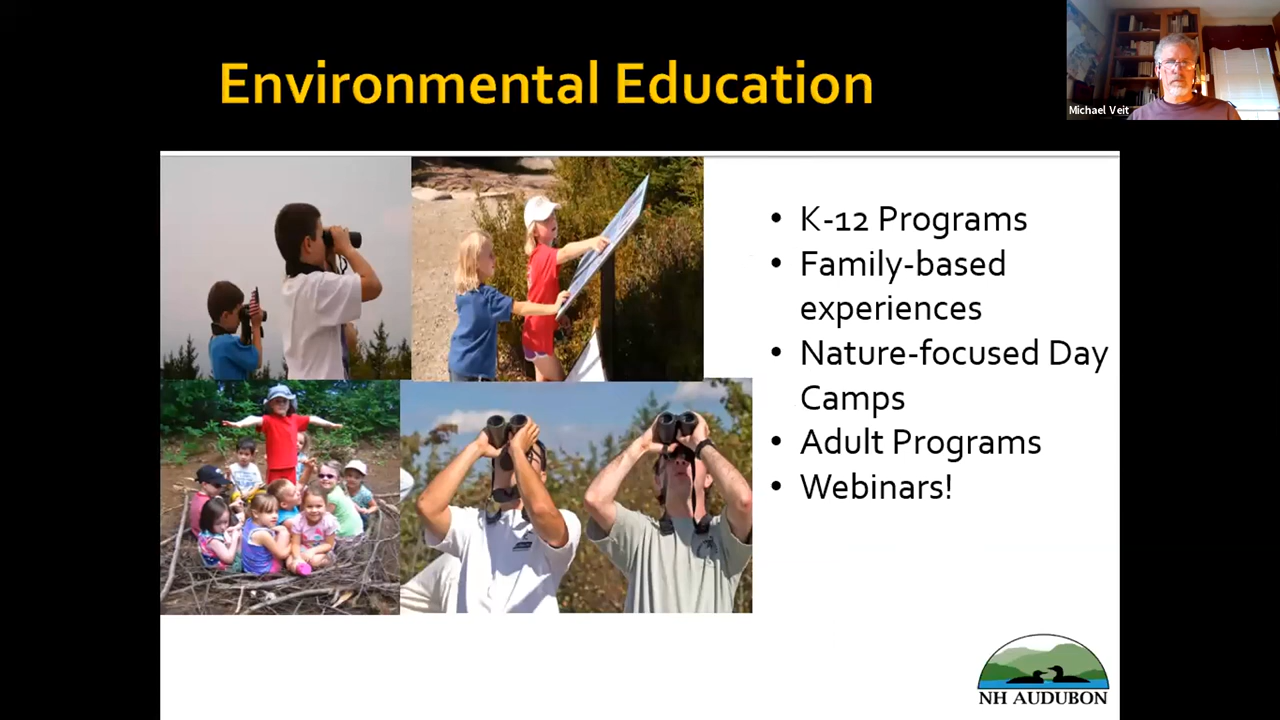 Environmental Education
Michael Veit
• K-12 Programs
• Family-based
experiences
• Nature-focused Day
Camps
• Adult Programs
• Webinars!
NH AUDUBON